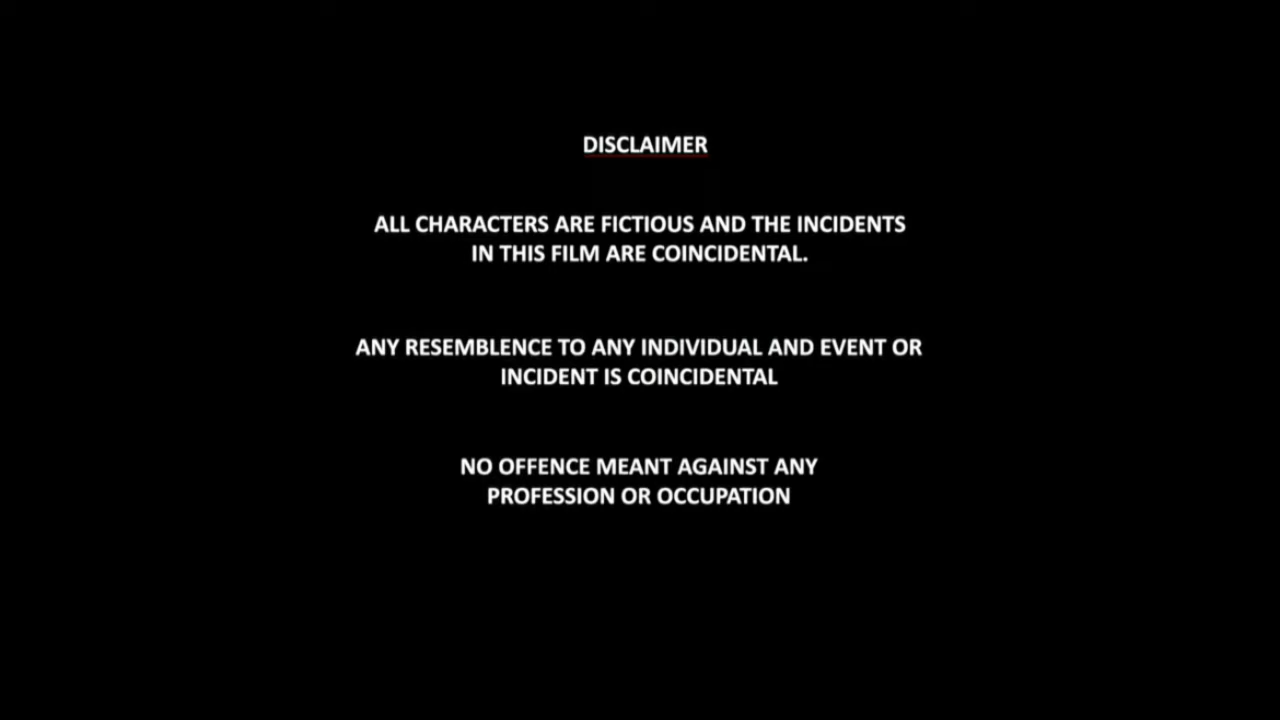 DISCLAIMER
ALL CHARACTERS ARE FICTIOUS AND THE INCIDENTS
IN THIS FILM ARE COINCIDENTAL.
ANY RESEMBLENCE TO ANY INDIVIDUAL AND EVENT OR
INCIDENT IS COINCIDENTAL
NO OFFENCE MEANT AGAINST ANY
PROFESSION OR OCCUPATION